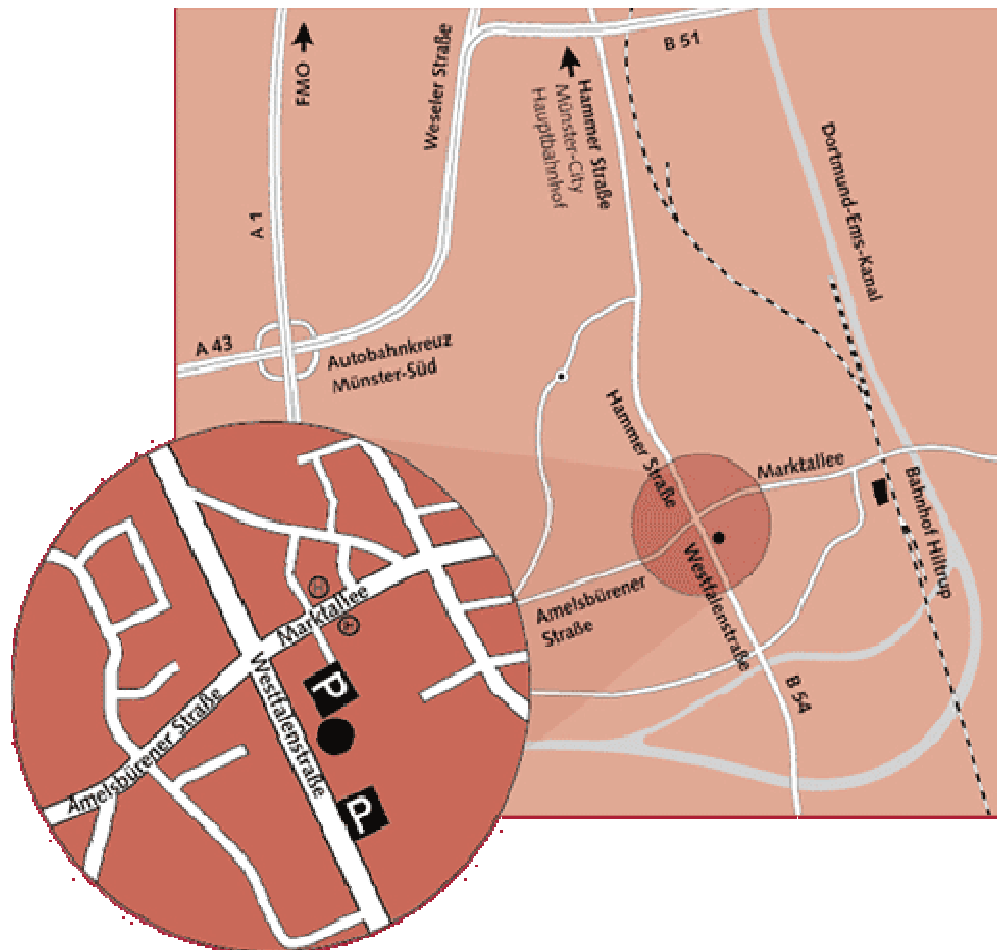 FMO
Weseler Straße
B 51
Hammer Straße
Münster-City
Hauptbahnhof
Dortmund-Ems-Kanal
A 1
A 43
Autobahnkreuz
Münster-Süd
Hammer Straße
Marktallee
Bahnhof Hiltrup
Amelsbürener
Straße
Westfalenstraße
B 54
Marktallee
H
H
P
Westfalenstraße
Amelsbürener Straße
P